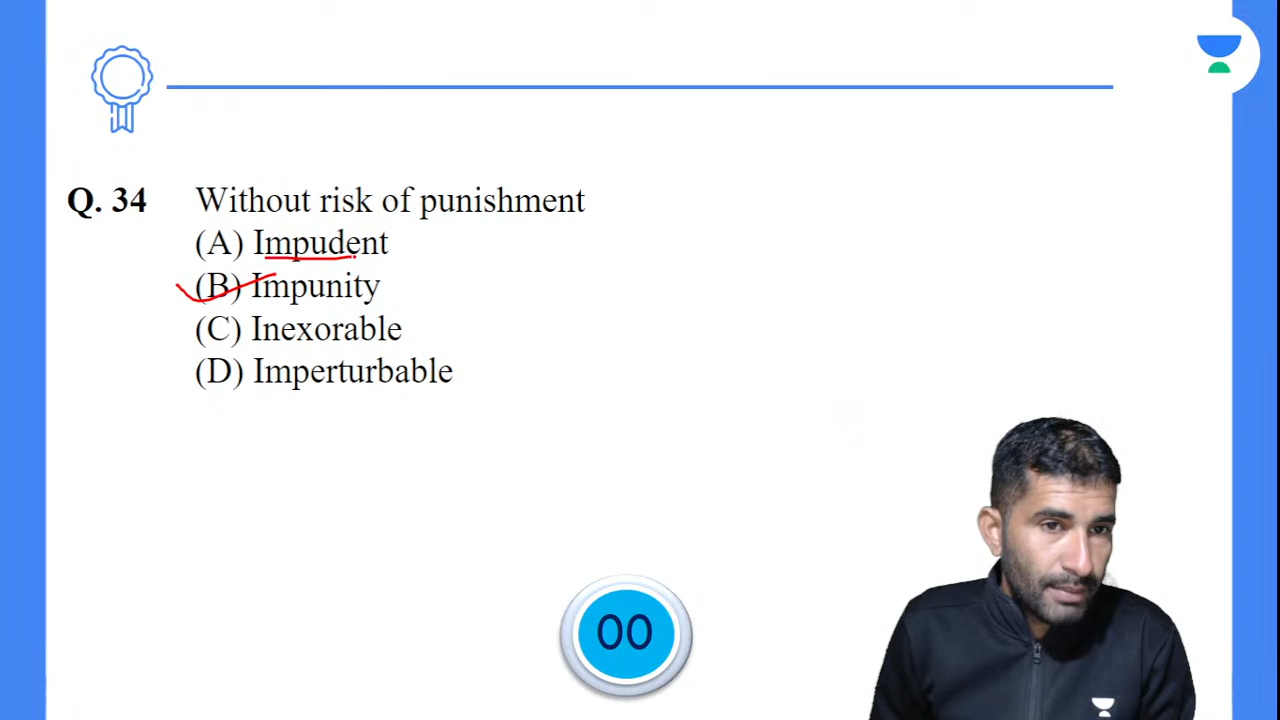 Q. 34 Without risk of punishment
(A) Impudent
(B) Impunity
(C) Inexorable
(D) Imperturbable
00